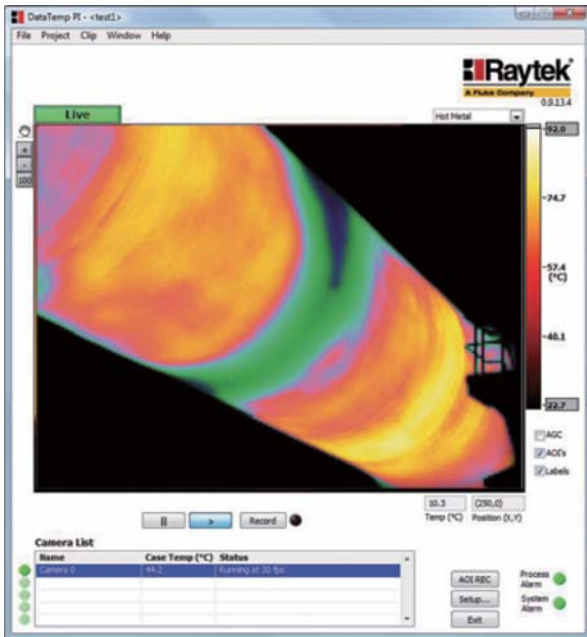 DataTemp PI - <test1>
File Project Clip Window Help
Raytek®
A Fluke Company
0.9.13.4
Live
Hot Metal
+
-
100
92.0
74.7
57.4
(°C)
40.1
22.7
AGC
AOI's
Labels
10.3 (250,0)
Temp (°C) Position (X,Y)
|| > Record
Camera List
Name Case Temp (°C) Status
Camera 0 44.2 Running at 30 fps
AOI REC
Process Alarm
Setup...
System Alarm
Exit